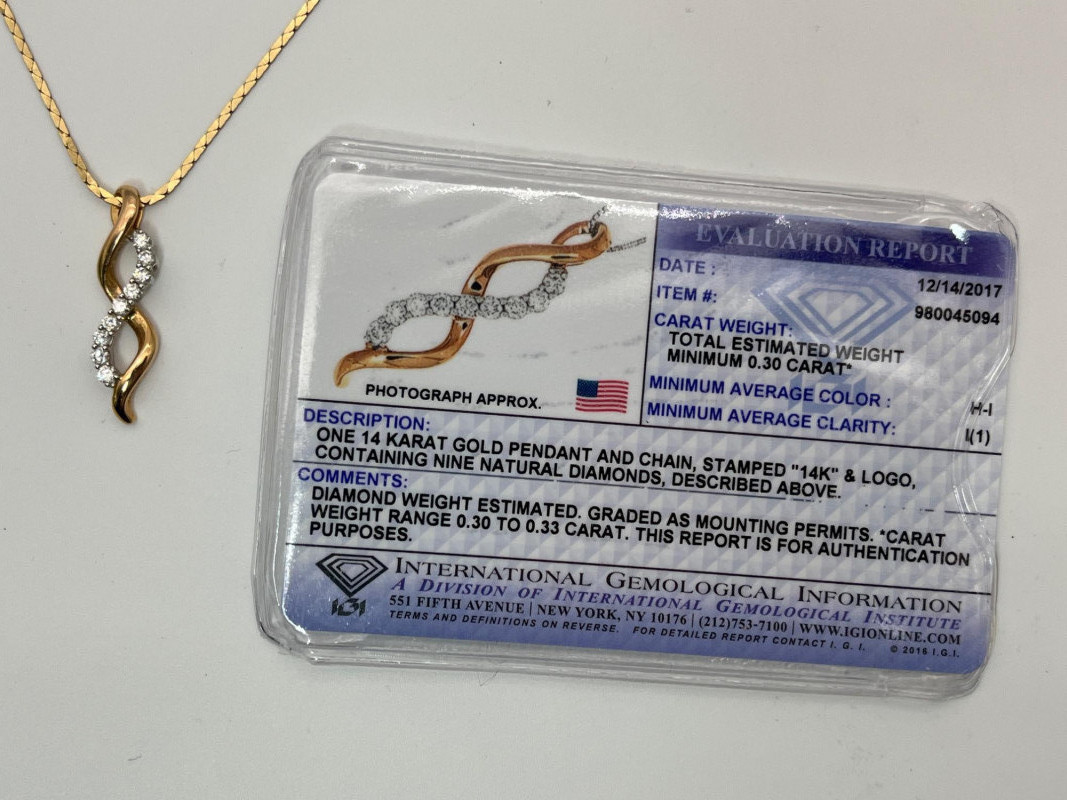 EVALUATION REPORT
DATE : 12/14/2017
ITEM #: 980045094
CARAT WEIGHT:
TOTAL ESTIMATED WEIGHT
MINIMUM 0.30 CARAT*
MINIMUM AVERAGE COLOR : H-I
MINIMUM AVERAGE CLARITY: I(1)
PHOTOGRAPH APPROX.
DESCRIPTION:
ONE 14 KARAT GOLD PENDANT AND CHAIN, STAMPED "14K" & LOGO,
CONTAINING NINE NATURAL DIAMONDS, DESCRIBED ABOVE.
COMMENTS:
DIAMOND WEIGHT ESTIMATED. GRADED AS MOUNTING PERMITS. *CARAT
WEIGHT RANGE 0.30 TO 0.33 CARAT. THIS REPORT IS FOR AUTHENTICATION
PURPOSES.
IGI
INTERNATIONAL GEMOLOGICAL INFORMATION
A DIVISION OF INTERNATIONAL GEMOLOGICAL INSTITUTE
551 FIFTH AVENUE | NEW YORK, NY 10176 | (212)753-7100 | WWW.IGIONLINE.COM
TERMS AND DEFINITIONS ON REVERSE. FOR DETAILED REPORT CONTACT I. G. I. © 2016 I.G.I.